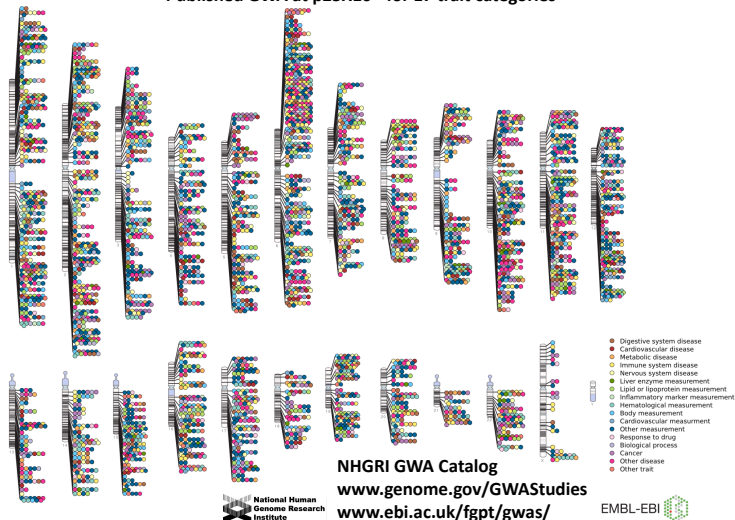 Digestive system disease
Cardiovascular disease
Metabolic disease
Immune system disease
Nervous system disease
Liver enzyme measurement
Lipid or lipoprotein measurement
Inflammatory marker measurement
Hematological measurement
Body measurement
Cardiovascular measurment
Other measurement
Response to drug
Biological process
Cancer
Other disease
Other trait
NHGRI GWA Catalog
www.genome.gov/GWAStudies
www.ebi.ac.uk/fgpt/gwas/
National Human
Genome Research
Institute
EMBL-EBI